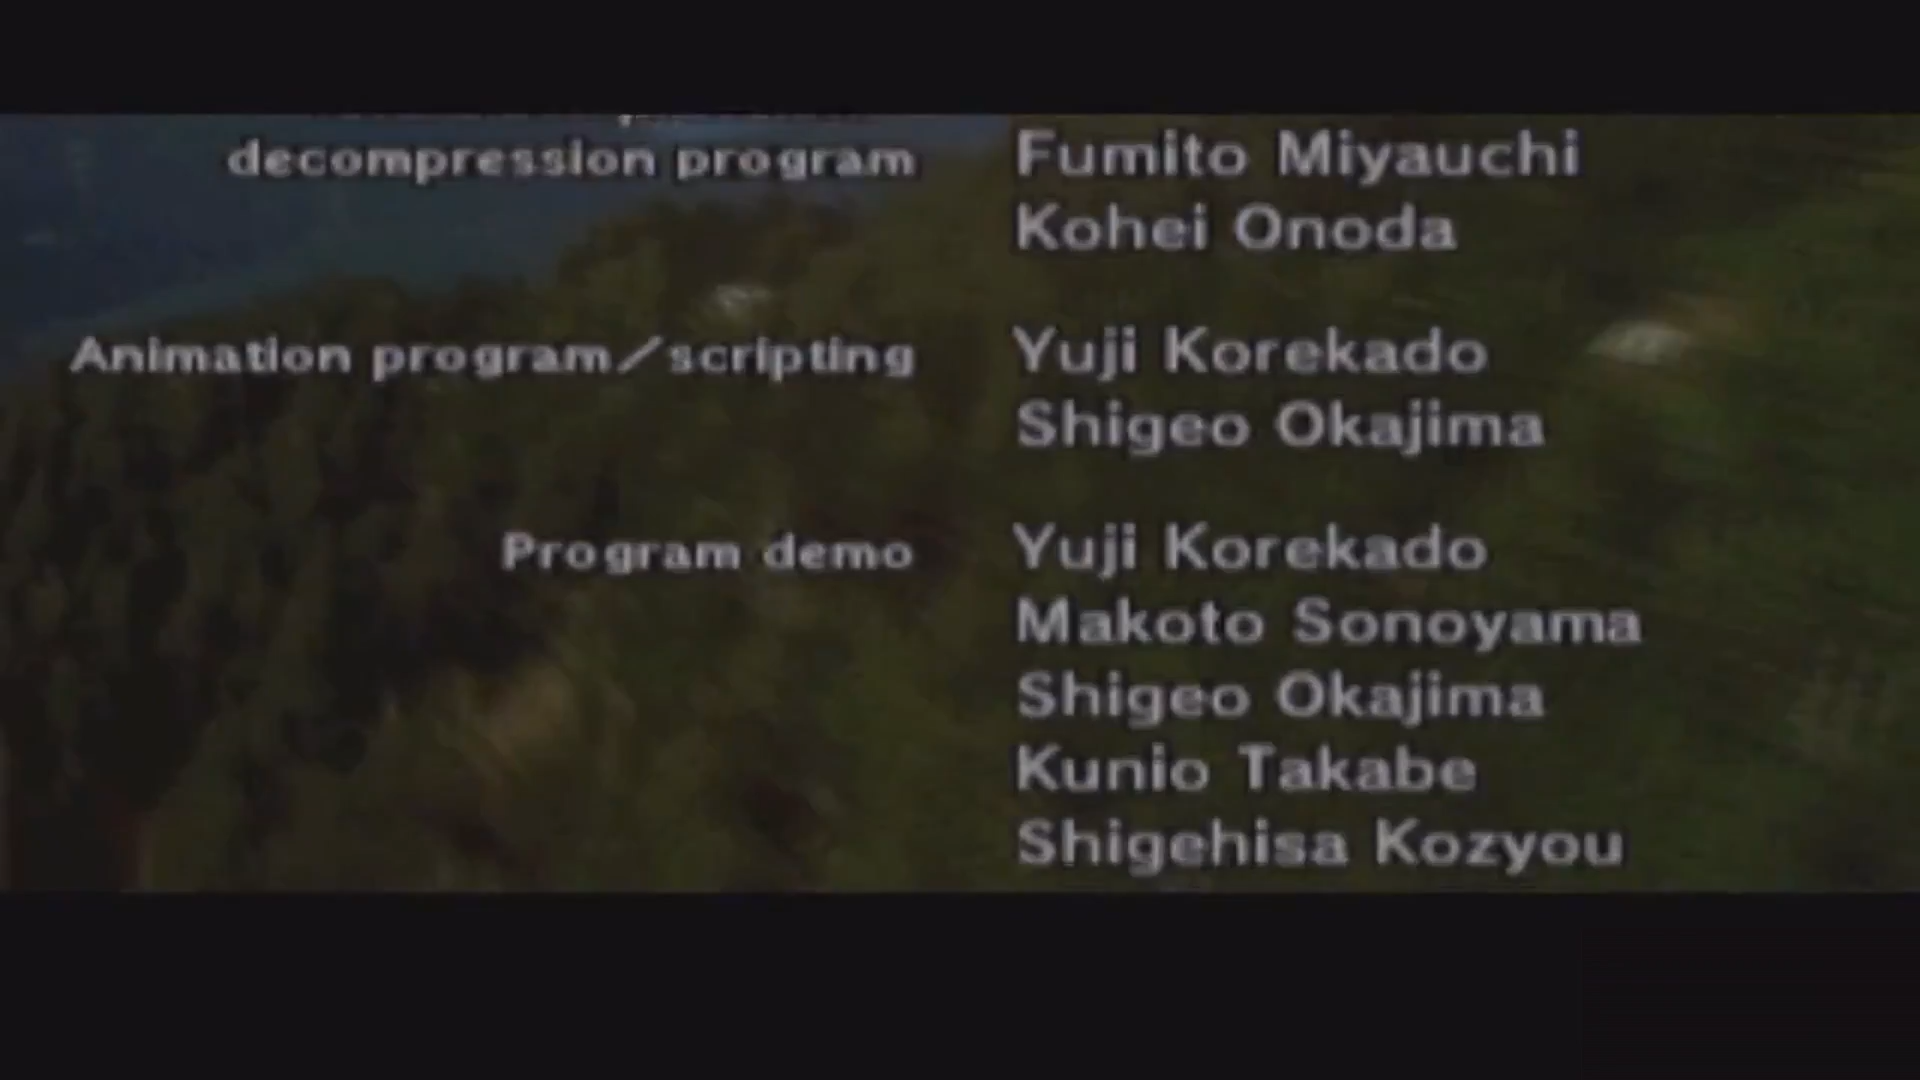 decompression program Fumito Miyauchi
Kohei Onoda
Animation program/scripting Yuji Korekado
Shigeo Okajima
Program demo Yuji Korekado
Makoto Sonoyama
Shigeo Okajima
Kunio Takabe
Shigehisa Kozyou